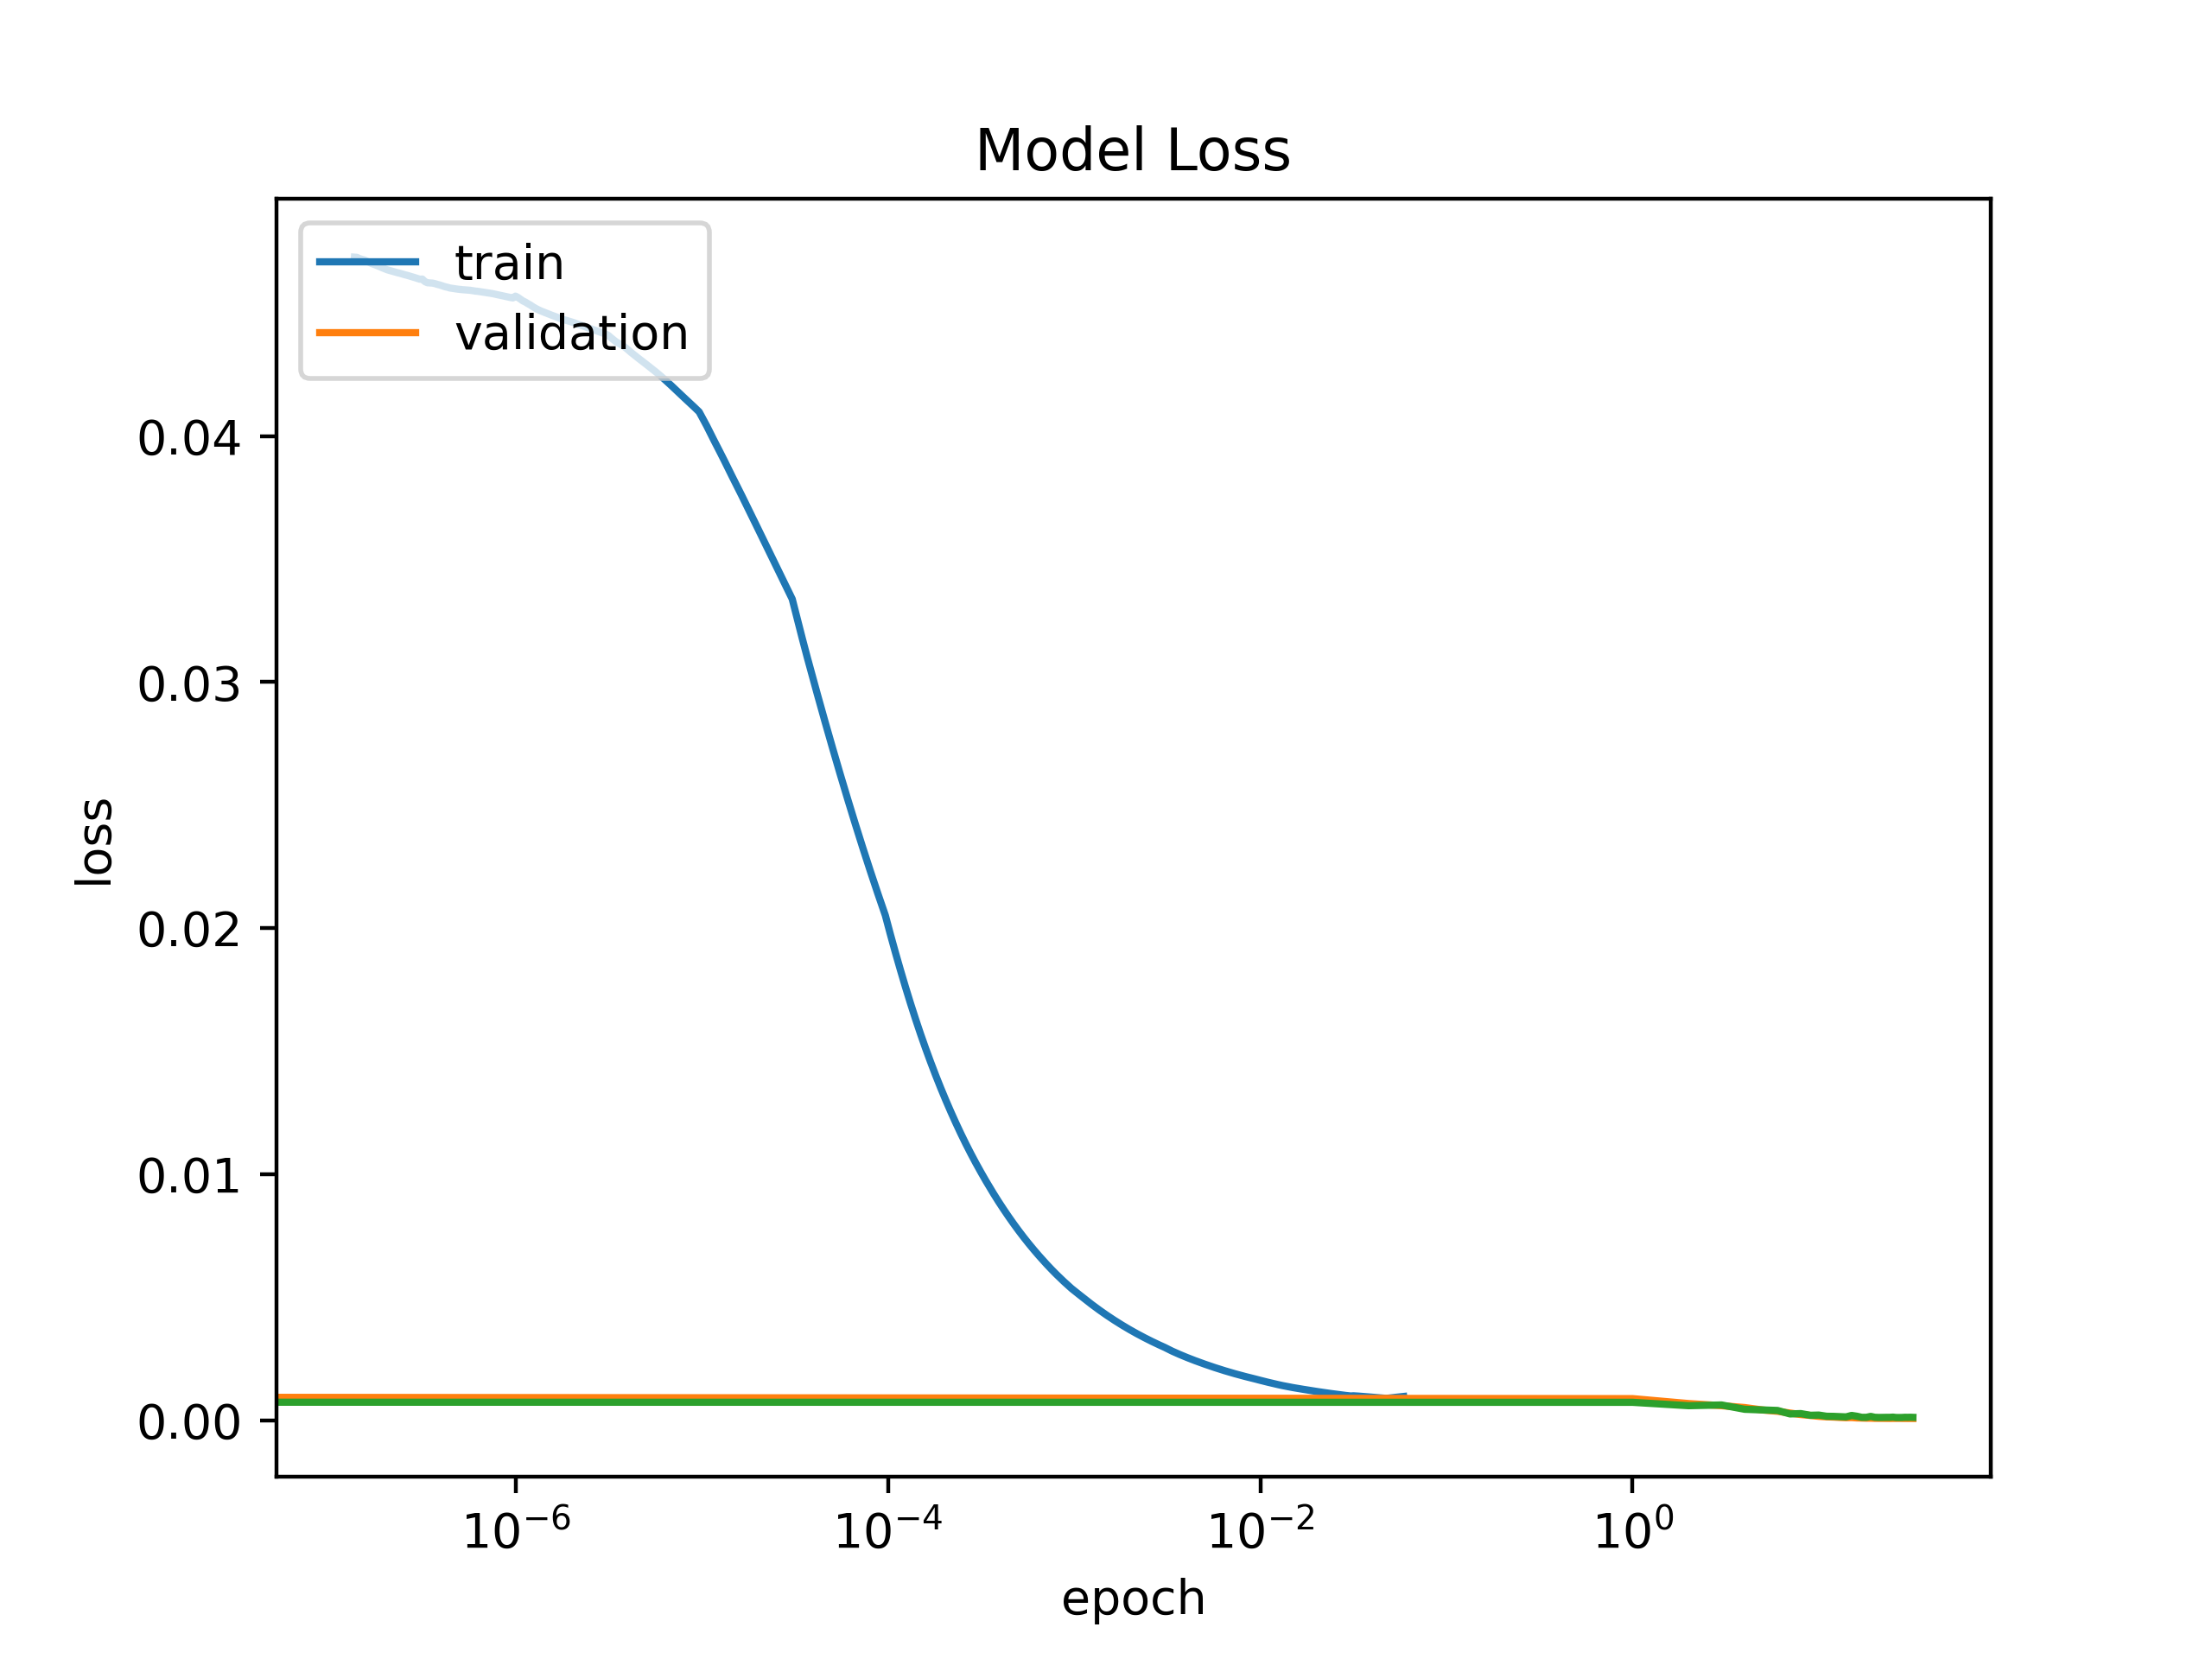 Model Loss
train
validation
0.04
0.03
0.02
0.01
0.00
loss
10⁻⁶ 10⁻⁴ 10⁻² 10⁰
epoch